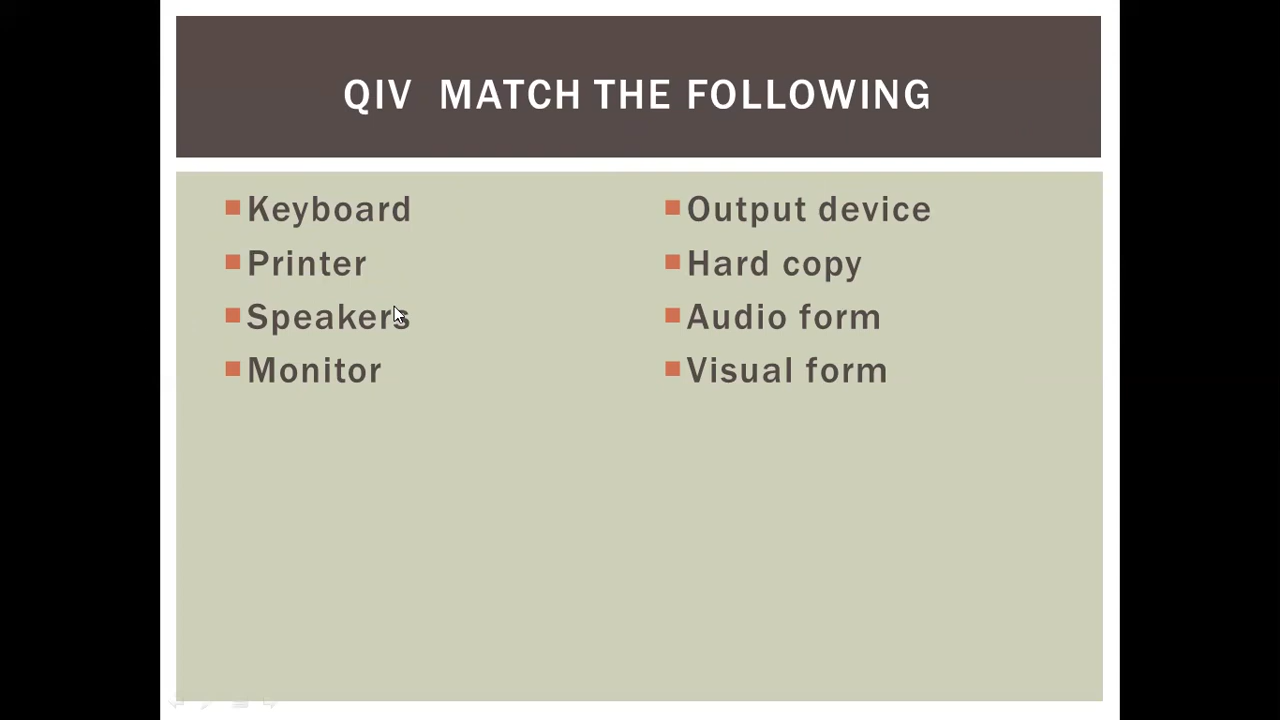 QIV MATCH THE FOLLOWING
Keyboard
Printer
Speakers
Monitor
Output device
Hard copy
Audio form
Visual form